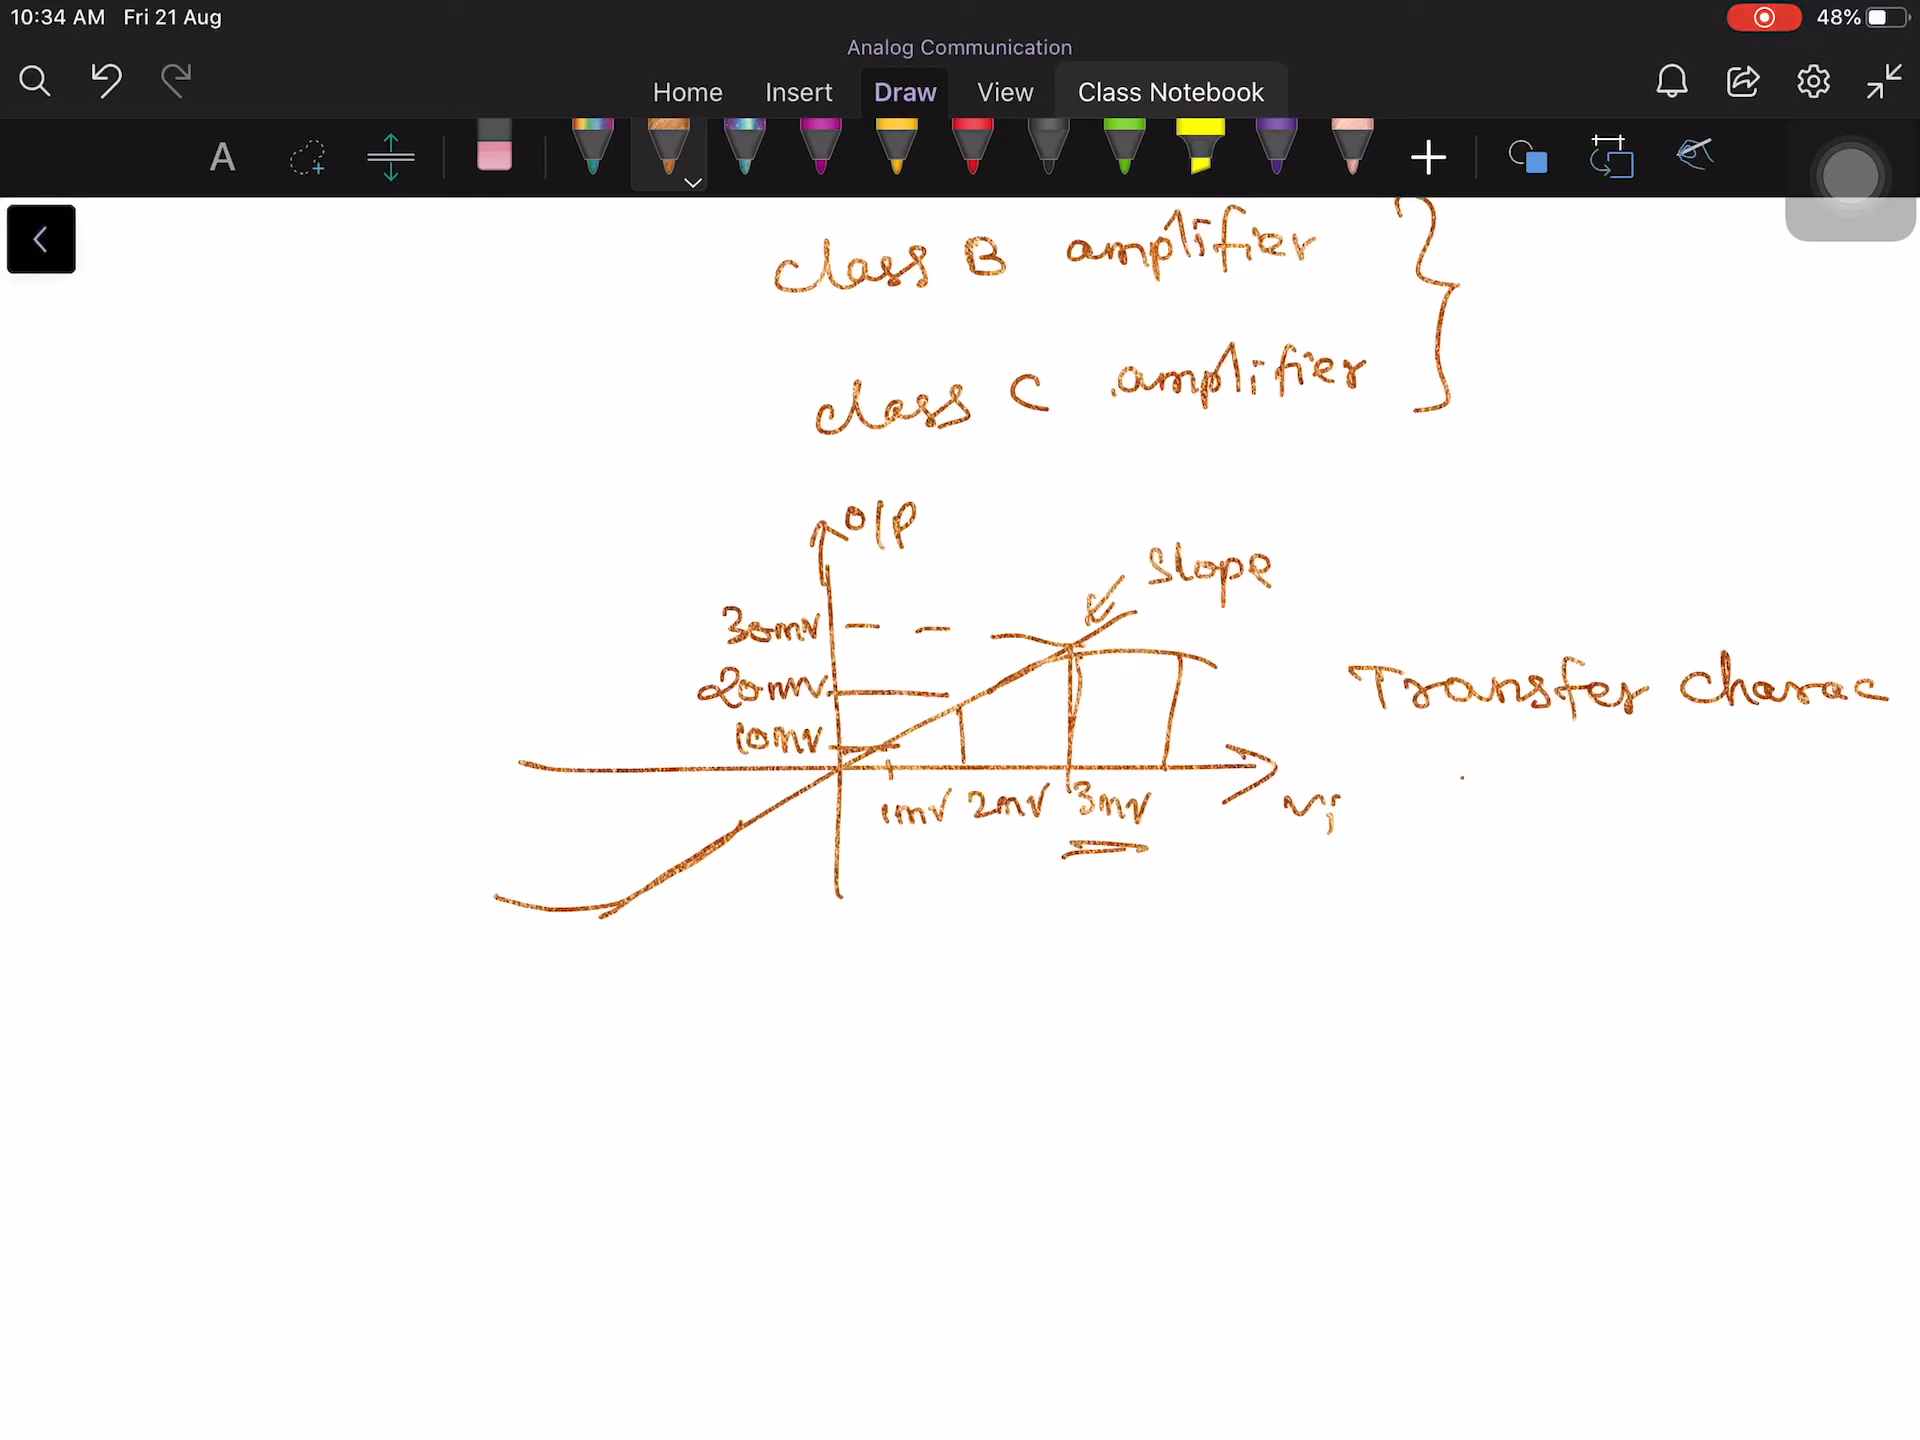 10:34 AM Fri 21 Aug
48%
Analog Communication
Home Insert Draw View Class Notebook
A
class B amplifier
class C amplifier
O/P
slope
30mV
20mV
10mV
Transfer charac
1mV 2mV 3mV
Vi